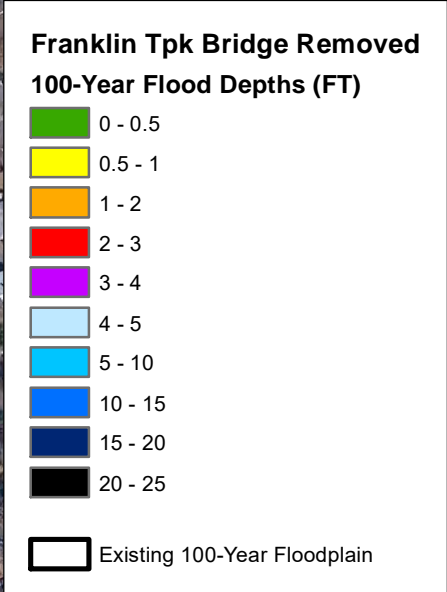 Franklin Tpk Bridge Removed
100-Year Flood Depths (FT)
0 - 0.5
0.5 - 1
1 - 2
2 - 3
3 - 4
4 - 5
5 - 10
10 - 15
15 - 20
20 - 25
Existing 100-Year Floodplain